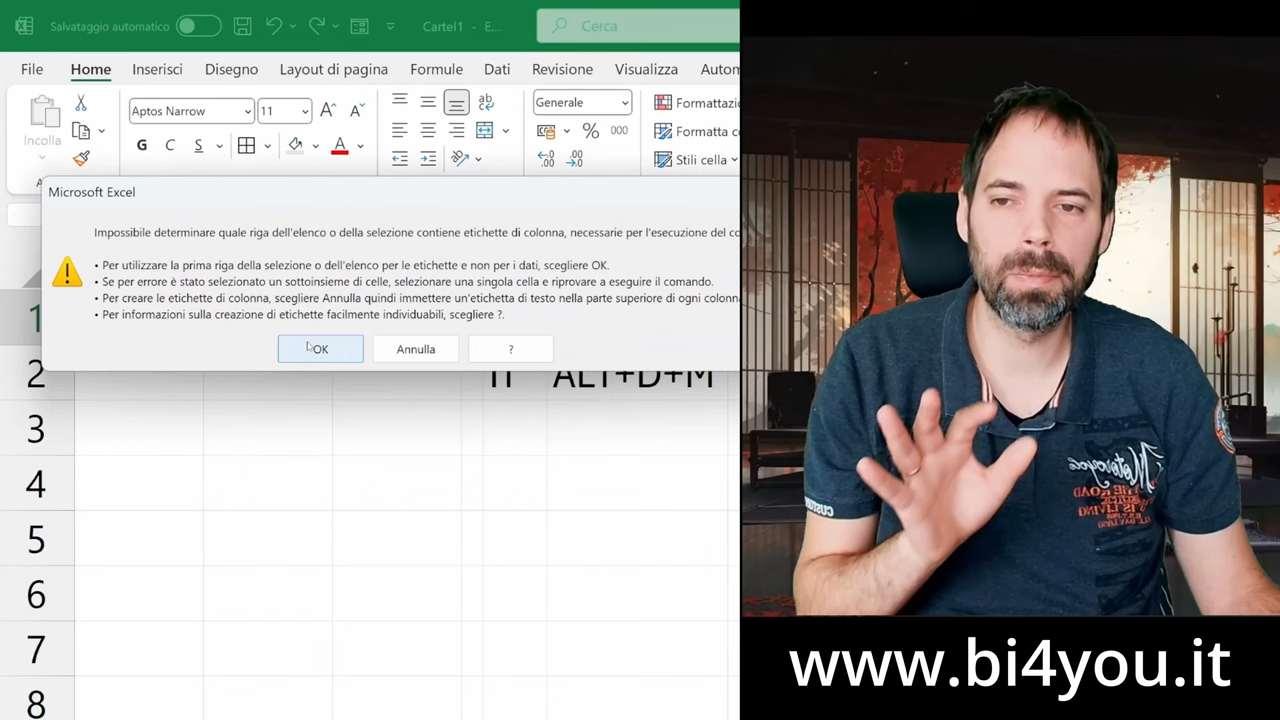 Salvataggio automatico
Cartel1 - E...
Cerca
File Home Inserisci Disegno Layout di pagina Formule Dati Revisione Visualizza Autom
Incolla
Aptos Narrow 11
ab
Generale
Formattazi
G C S A
% 000
Formatta c
Stili cella
Microsoft Excel
Impossibile determinare quale riga dell'elenco o della selezione contiene etichette di colonna, necessarie per l'esecuzione del co
• Per utilizzare la prima riga della selezione o dell'elenco per le etichette e non per i dati, scegliere OK.
• Se per errore è stato selezionato un sottoinsieme di celle, selezionare una singola cella e riprovare a eseguire il comando.
• Per creare le etichette di colonna, scegliere Annulla quindi immettere un'etichetta di testo nella parte superiore di ogni colonna
• Per informazioni sulla creazione di etichette facilmente individuabili, scegliere ?.
OK Annulla ?
1
2 ALT+D+M
3
4
5
6
7
8
Motorcycle
CUSTOM
www.bi4you.it